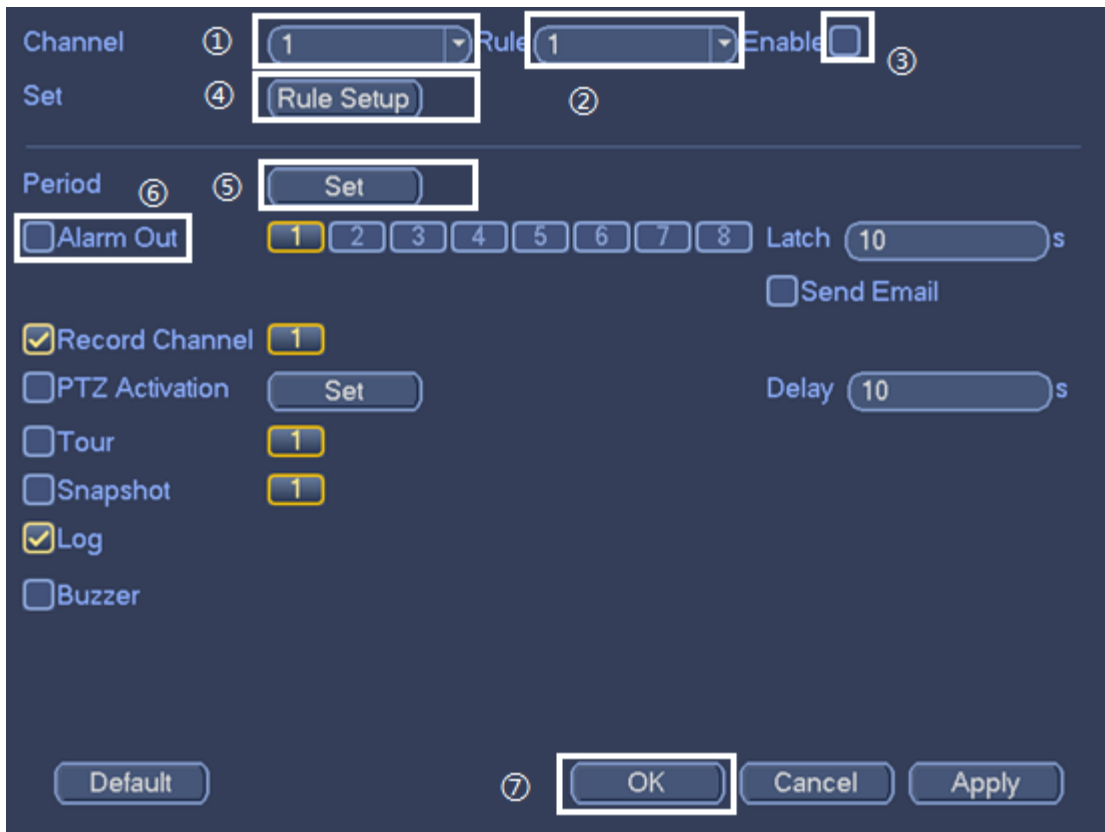 Channel ① 1 Rule 1 Enable ③
Set ④ Rule Setup ②
Period ⑥ ⑤ Set
Alarm Out 1 2 3 4 5 6 7 8 Latch 10 s
Send Email
Record Channel 1
PTZ Activation Set Delay 10 s
Tour 1
Snapshot 1
Log
Buzzer
Default ⑦ OK Cancel Apply